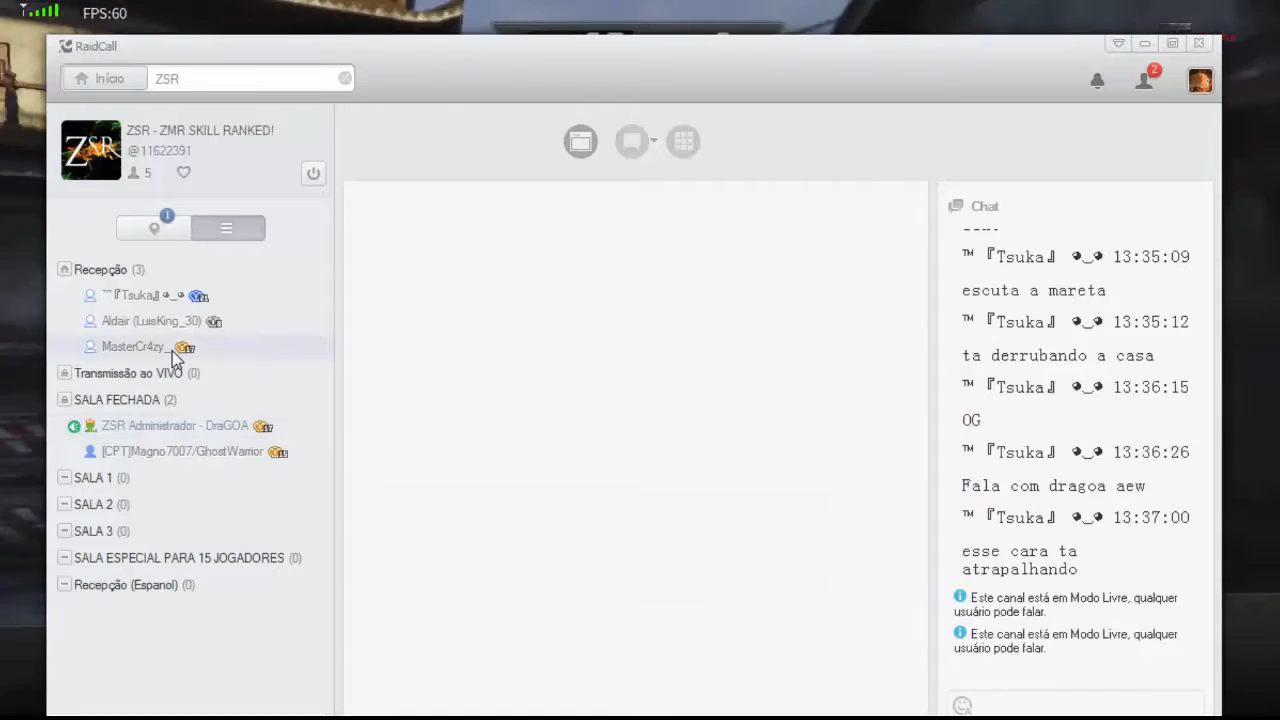 FPS:60
RaidCall
Início
ZSR
2
ZSR
ZSR - ZMR SKILL RANKED!
@11622391
5
i
Recepção (3)
™『Tsuka』 ◕‿◕
Aldair (LuisKing_30)
MasterCr4zy_
Transmissão ao VIVO (0)
SALA FECHADA (2)
ZSR Administrador - DraGOA
[CPT]Magno7007/GhostWarrior
SALA 1 (0)
SALA 2 (0)
SALA 3 (0)
SALA ESPECIAL PARA 15 JOGADORES (0)
Recepção (Espanol) (0)
Chat
™『Tsuka』 ◕‿◕ 13:35:09
escuta a mareta
™『Tsuka』 ◕‿◕ 13:35:12
ta derrubando a casa
™『Tsuka』 ◕‿◕ 13:36:15
OG
™『Tsuka』 ◕‿◕ 13:36:26
Fala com dragoa aew
™『Tsuka』 ◕‿◕ 13:37:00
esse cara ta
atrapalhando
Este canal está em Modo Livre, qualquer
usuário pode falar.
Este canal está em Modo Livre, qualquer
usuário pode falar.